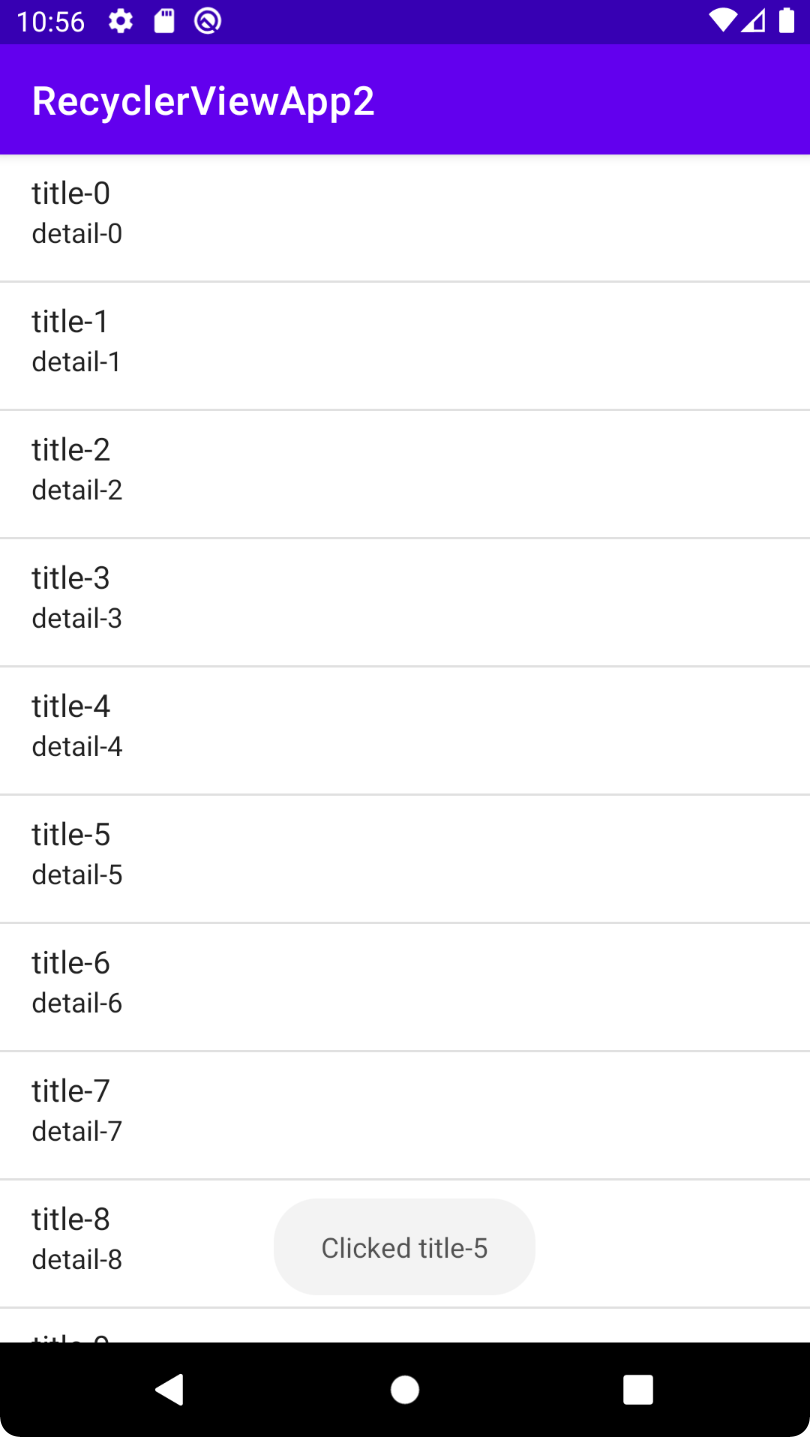 10:56
RecyclerViewApp2
title-0
detail-0
title-1
detail-1
title-2
detail-2
title-3
detail-3
title-4
detail-4
title-5
detail-5
title-6
detail-6
title-7
detail-7
title-8
detail-8
Clicked title-5
title-9